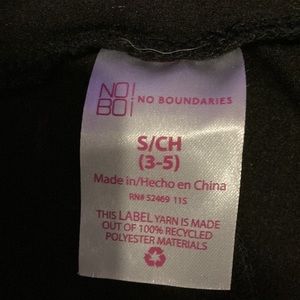 NO!
BOi
NO BOUNDARIES
S/CH
(3-5)
Made in/Hecho en China
RN# 52469 11S
THIS LABEL YARN IS MADE
OUT OF 100% RECYCLED
POLYESTER MATERIALS